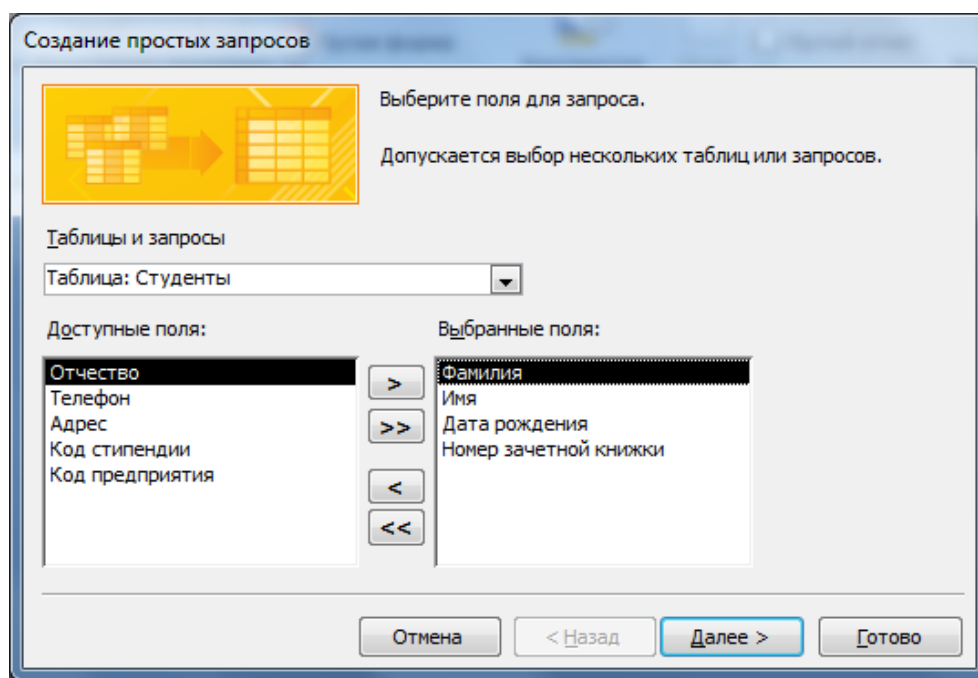 Создание простых запросов
Выберите поля для запроса.
Допускается выбор нескольких таблиц или запросов.
Таблицы и запросы
Таблица: Студенты
Доступные поля:
Выбранные поля:
Отчество
Телефон
Адрес
Код стипендии
Код предприятия
>
>>
<
<<
Фамилия
Имя
Дата рождения
Номер зачетной книжки
Отмена
< Назад
Далее >
Готово